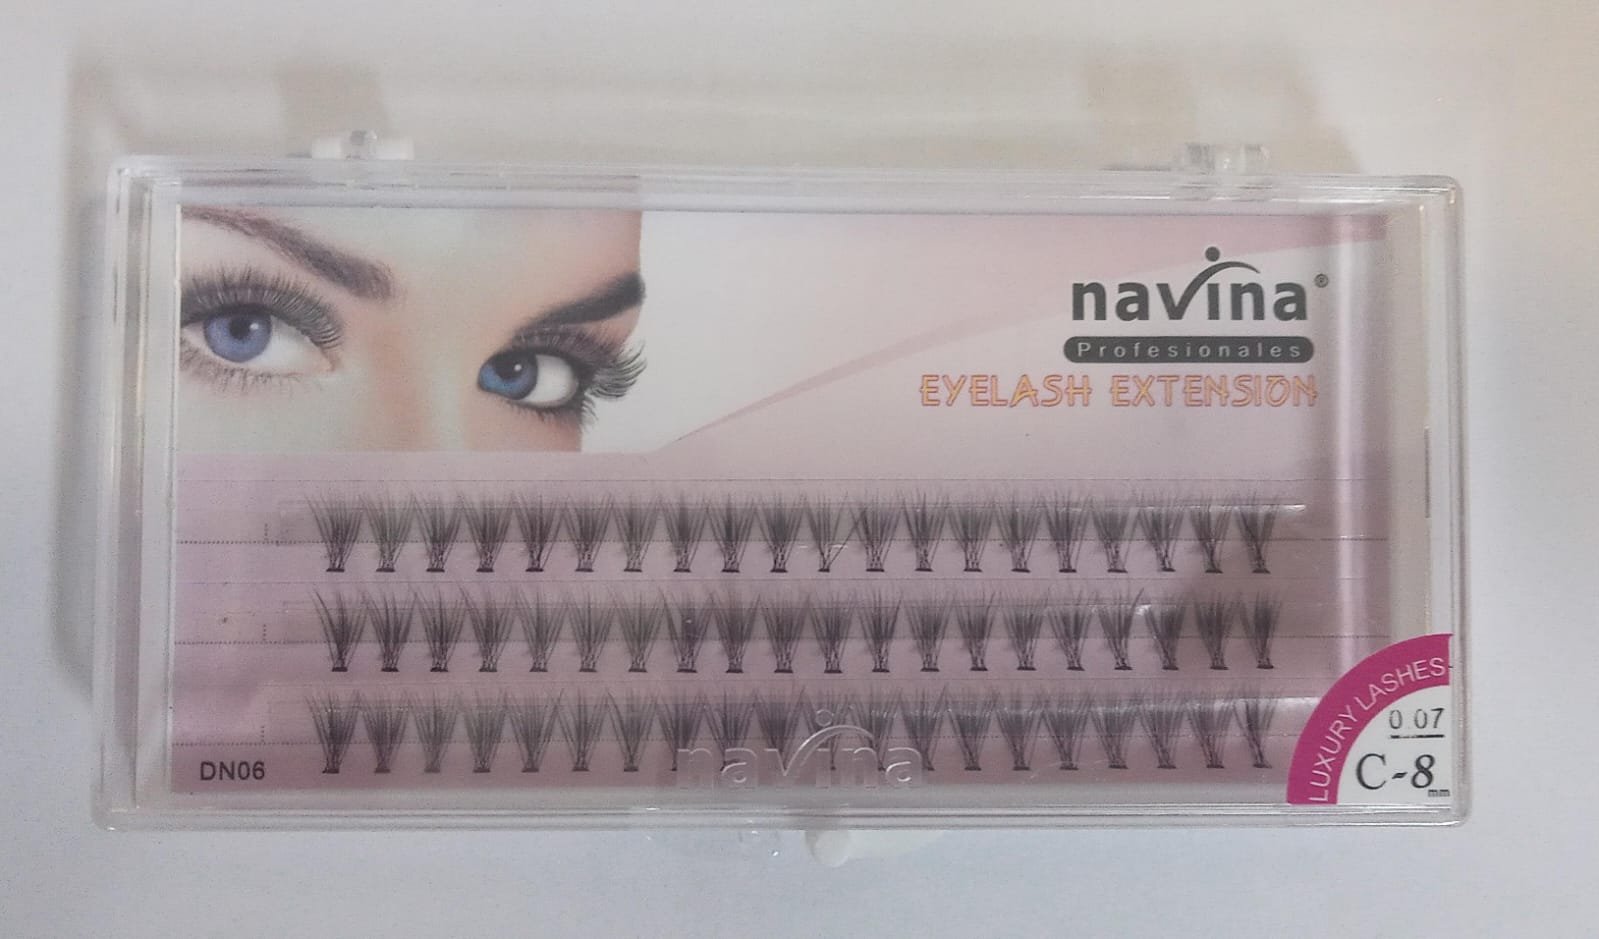 navina®
Profesionales
EYELASH EXTENSION
LUXURY LASHES
0.07
C-8mm
DN06
navina